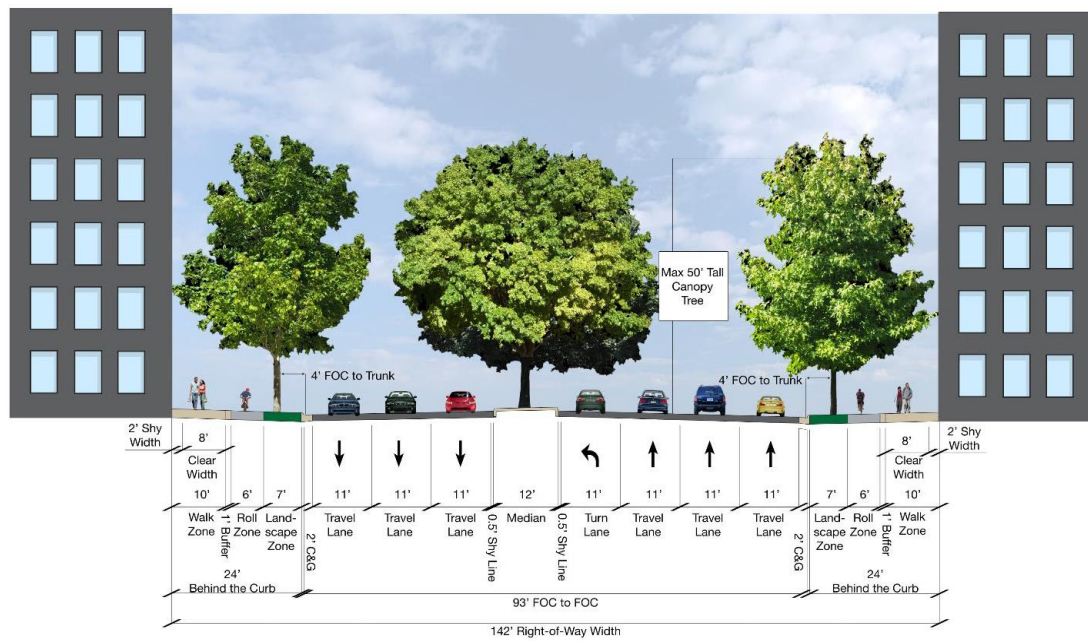 Max 50' Tall
Canopy
Tree
4' FOC to Trunk
4' FOC to Trunk
2' Shy
Width
8'
Clear
Width
8'
Clear
Width
2' Shy
Width
10'
6'
7'
11'
11'
11'
12'
11'
11'
11'
11'
7'
6'
10'
Walk
Zone
1' Buffer
Roll
Zone
Land-
scape
Zone
2' C&G
Travel
Lane
Travel
Lane
Travel
Lane
0.5' Shy Line
Median
0.5' Shy Line
Turn
Lane
Travel
Lane
Travel
Lane
Travel
Lane
2' C&G
Land-
scape
Zone
Roll
Zone
1' Buffer
Walk
Zone
24'
Behind the Curb
24'
Behind the Curb
93' FOC to FOC
142' Right-of-Way Width